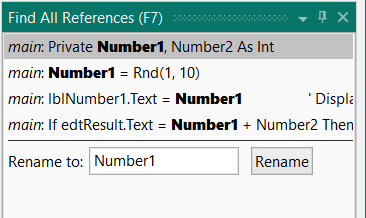 Find All References (F7)
main: Private Number1, Number2 As Int
main: Number1 = Rnd(1, 10)
main: lblNumber1.Text = Number1 ' Displa
main: If edtResult.Text = Number1 + Number2 Then
Rename to: Number1 Rename